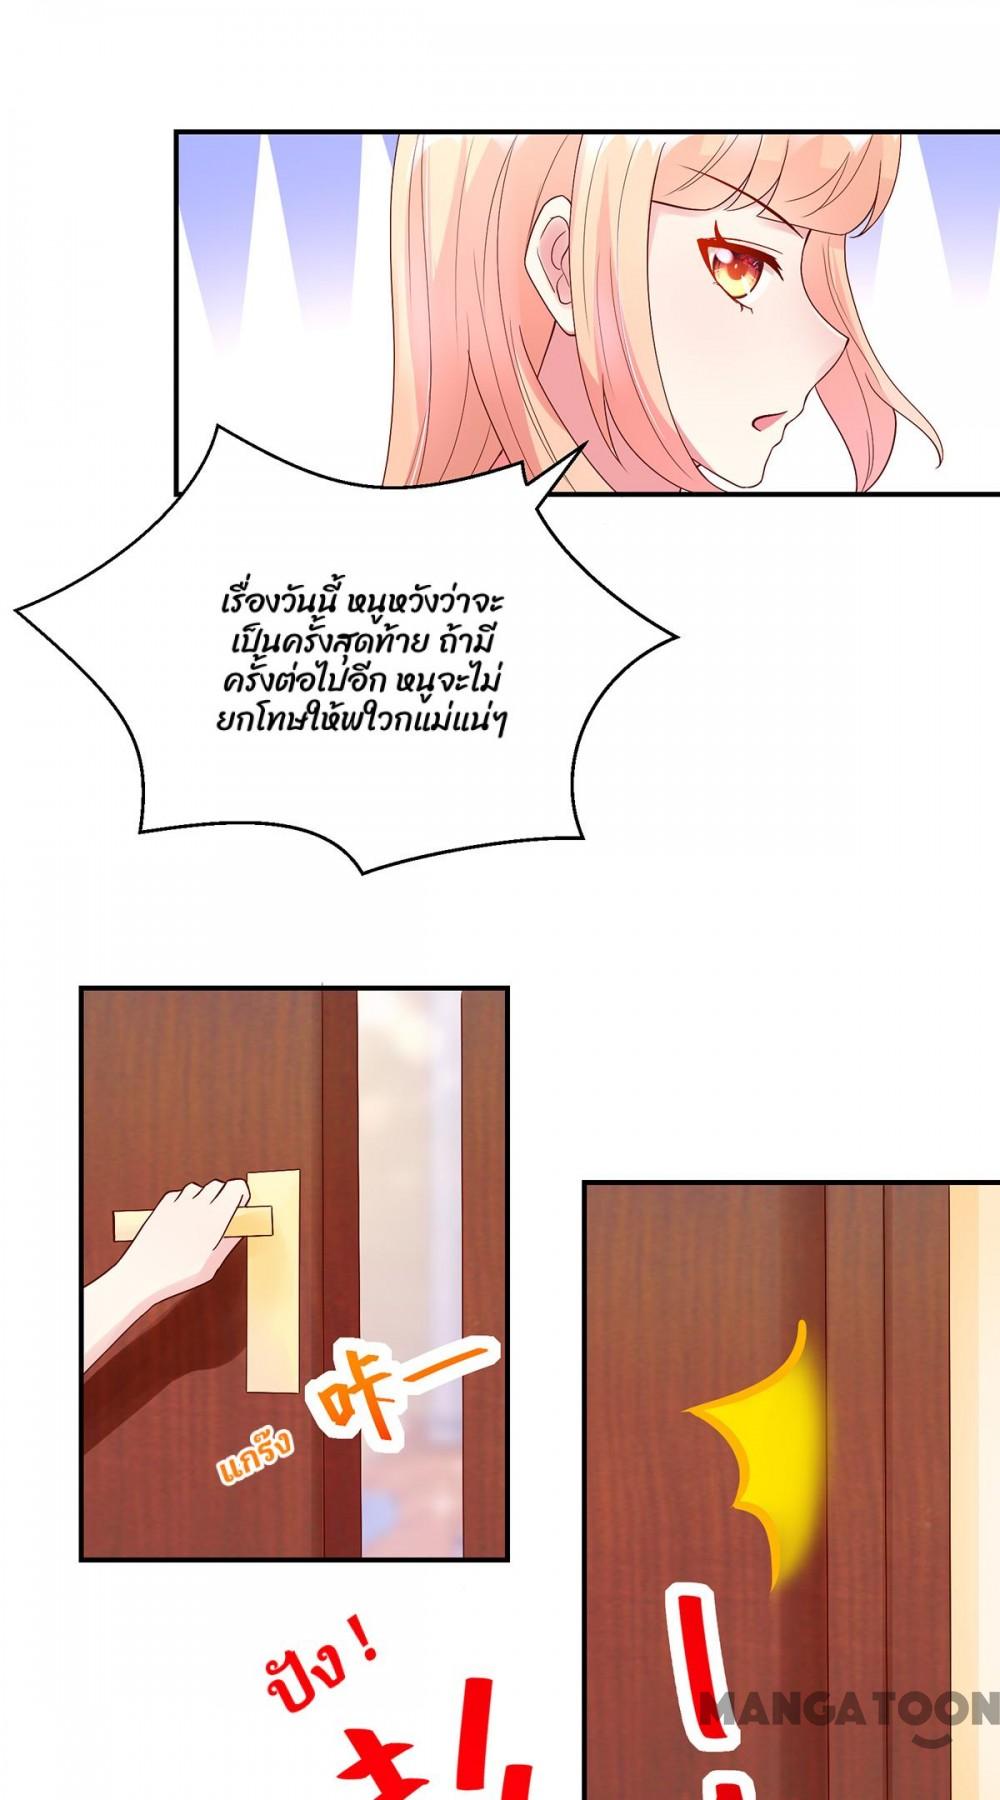 เรื่องวันนี้ หนูหวังว่าจะ
เป็นครั้งสุดท้าย ถ้ามี
ครั้งต่อไปอีก หนูจะไม่
ยกโทษให้พวกแม่แน่ๆ
咔一
แกร๊ง
ปัง !
MANGATOON